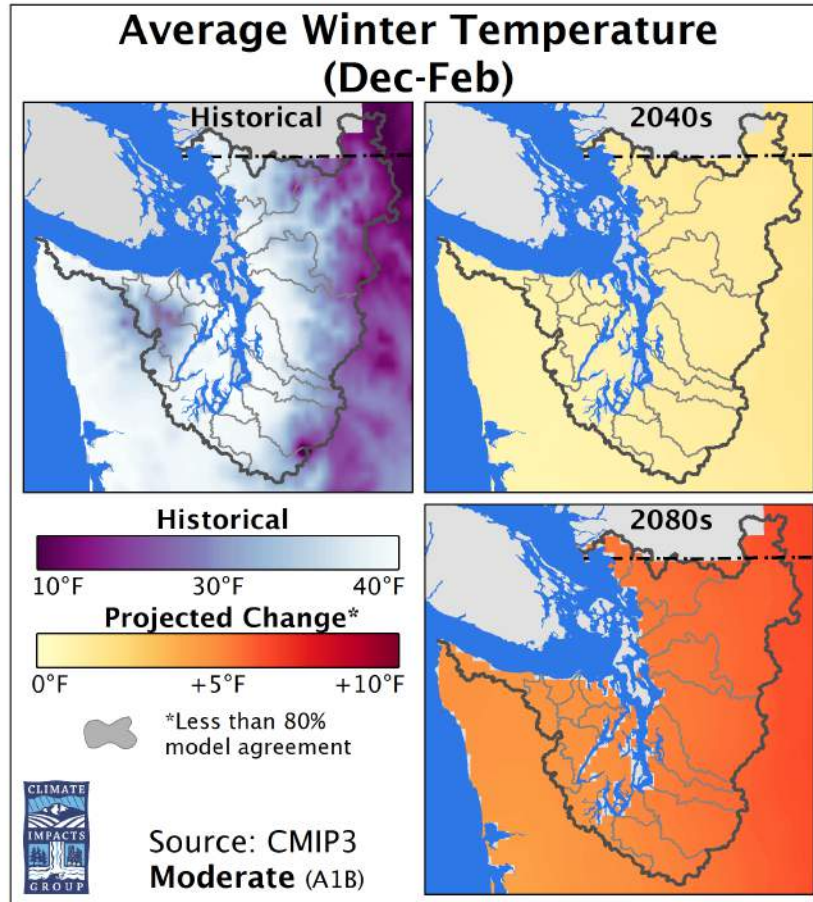 Average Winter Temperature
(Dec-Feb)
Historical
2040s
Historical
10°F 30°F 40°F
Projected Change*
0°F +5°F +10°F
*Less than 80%
model agreement
2080s
CLIMATE
IMPACTS
GROUP
Source: CMIP3
Moderate (A1B)